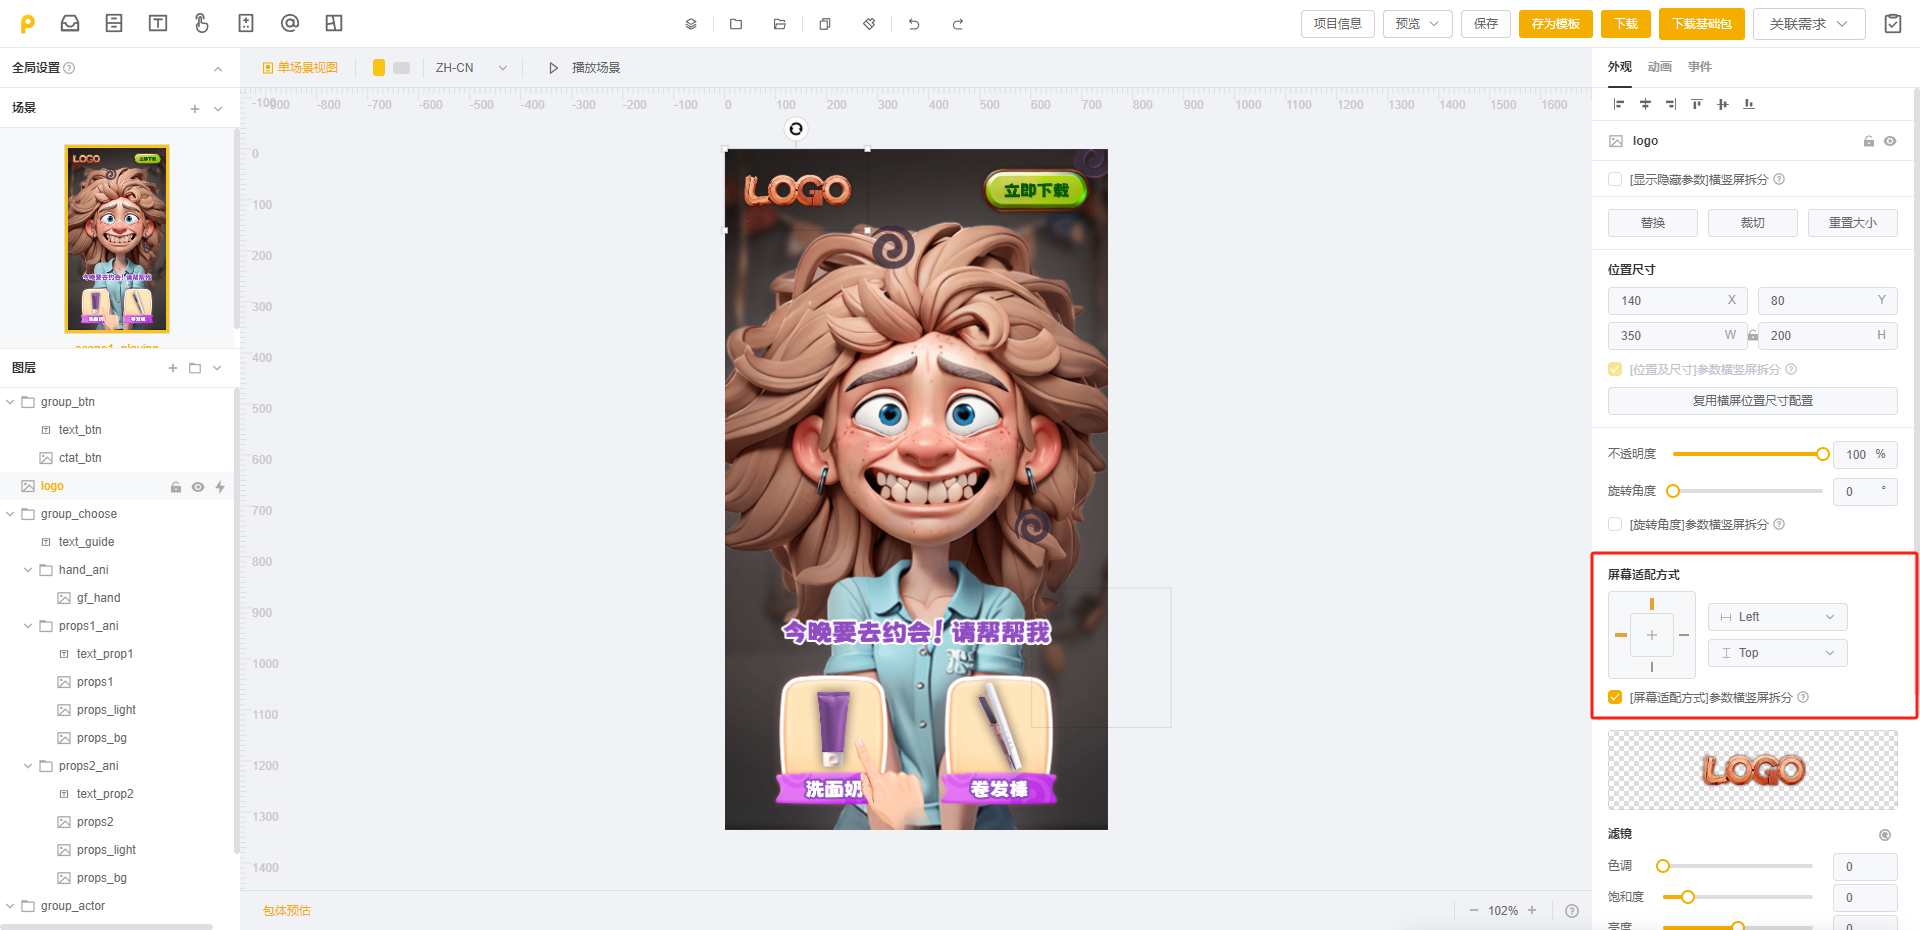 项目信息
预览
保存
存为模板
下载
下载基础包
关联需求
全局设置
单场景视图
ZH-CN
播放场景
外观
动画
事件
场景
-100
-900 -800 -700 -600 -500 -400 -300 -200 -100 0 100 200 300 400 500 600 700 800 900 1000 1100 1200 1300 1400 1500 1600
0
100
200
300
400
500
600
700
800
900
1000
1100
1200
1300
1400
LOGO
立即下载
今晚要去约会！请帮帮我
洗面奶
卷发棒
scene1_playing
图层
group_btn
text_btn
ctat_btn
logo
group_choose
text_guide
hand_ani
gf_hand
props1_ani
text_prop1
props1
props_light
props_bg
props2_ani
text_prop2
props2
props_light
props_bg
group_actor
LOGO
立即下载
今晚要去约会！请帮帮我
洗面奶
卷发棒
包体预估
102%
logo
[显示隐藏参数]横竖屏拆分
替换
裁切
重置大小
位置尺寸
140 X
80 Y
350 W
200 H
[位置及尺寸]参数横竖屏拆分
复用横屏位置尺寸配置
不透明度
100 %
旋转角度
0 °
[旋转角度]参数横竖屏拆分
屏幕适配方式
Left
Top
[屏幕适配方式]参数横竖屏拆分
LOGO
滤镜
色调
0
饱和度
0
亮度
0